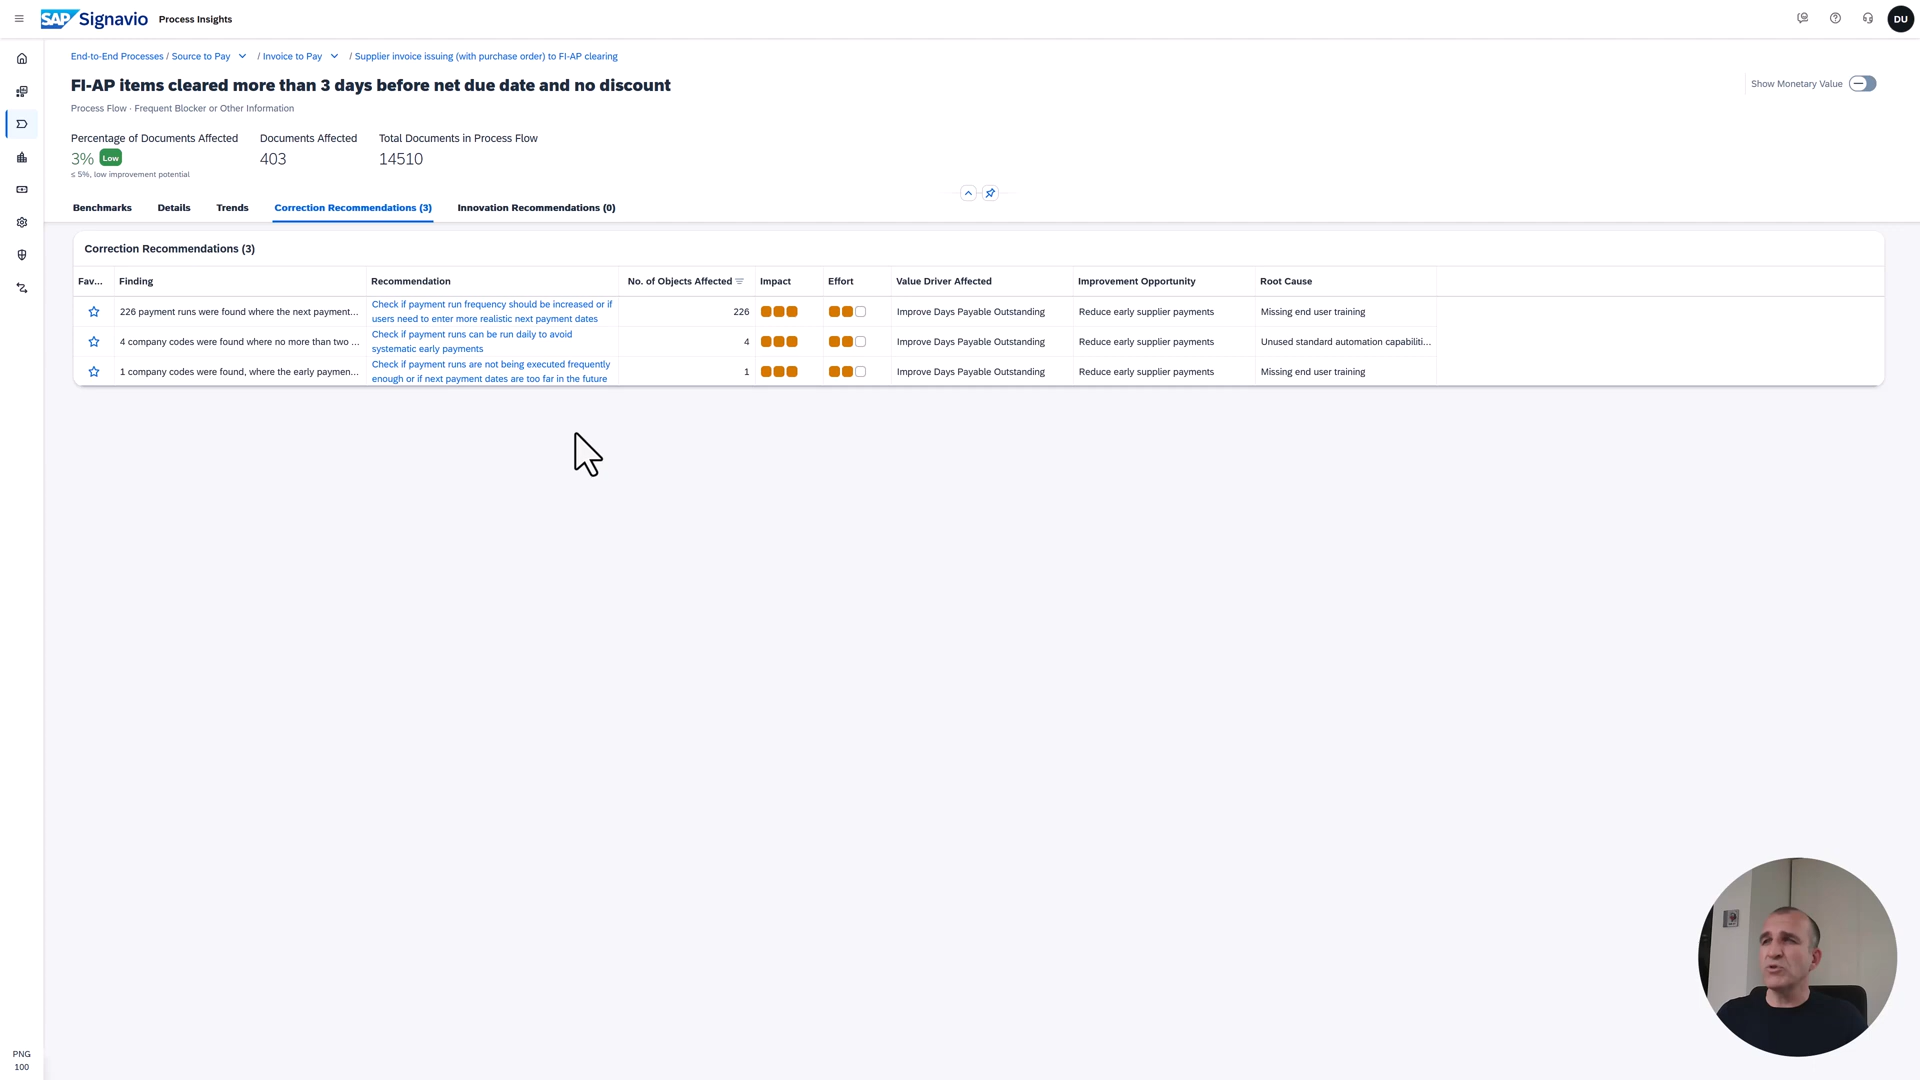 SAP Signavio Process Insights
DU
End-to-End Processes / Source to Pay / Invoice to Pay / Supplier invoice issuing (with purchase order) to FI-AP clearing
FI-AP items cleared more than 3 days before net due date and no discount
Show Monetary Value
Process Flow · Frequent Blocker or Other Information
Percentage of Documents Affected Documents Affected Total Documents in Process Flow
3% Low 403 14510
≤ 5%, low improvement potential
Benchmarks Details Trends Correction Recommendations (3) Innovation Recommendations (0)
Correction Recommendations (3)
Fav... Finding Recommendation No. of Objects Affected Impact Effort Value Driver Affected Improvement Opportunity Root Cause
226 payment runs were found where the next payment... Check if payment run frequency should be increased or if users need to enter more realistic next payment dates 226 Improve Days Payable Outstanding Reduce early supplier payments Missing end user training
4 company codes were found where no more than two ... Check if payment runs can be run daily to avoid systematic early payments 4 Improve Days Payable Outstanding Reduce early supplier payments Unused standard automation capabiliti...
1 company codes were found, where the early paymen... Check if payment runs are not being executed frequently enough or if next payment dates are too far in the future 1 Improve Days Payable Outstanding Reduce early supplier payments Missing end user training
PNG
100